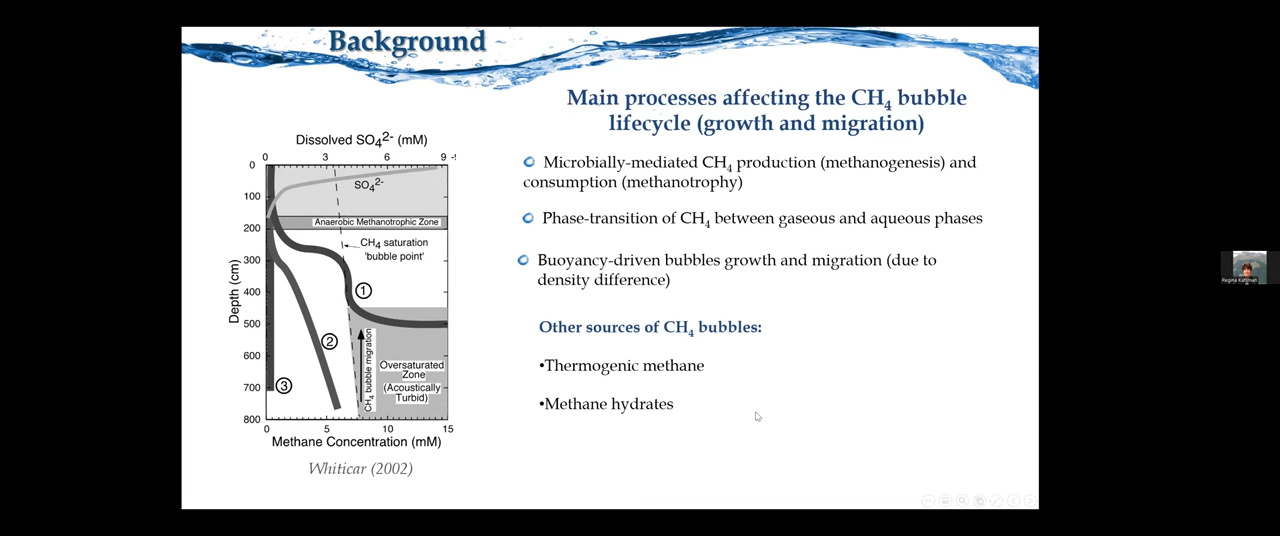 Background
Main processes affecting the CH₄ bubble
lifecycle (growth and migration)
Microbially-mediated CH₄ production (methanogenesis) and
consumption (methanotrophy)
Phase-transition of CH₄ between gaseous and aqueous phases
Buoyancy-driven bubbles growth and migration (due to
density difference)
Other sources of CH₄ bubbles:
•Thermogenic methane
•Methane hydrates
Dissolved SO₄²⁻ (mM)
0 3 6 9
0
100
200
300
400
500
600
700
800
Depth (cm)
SO₄²⁻
Anaerobic Methanotrophic Zone
CH₄ saturation
'bubble point'
①
②
③
CH₄ bubble migration
Oversaturated
Zone
(Acoustically
Turbid)
0 5 10 15
Methane Concentration (mM)
Whiticar (2002)
Regina Katsman